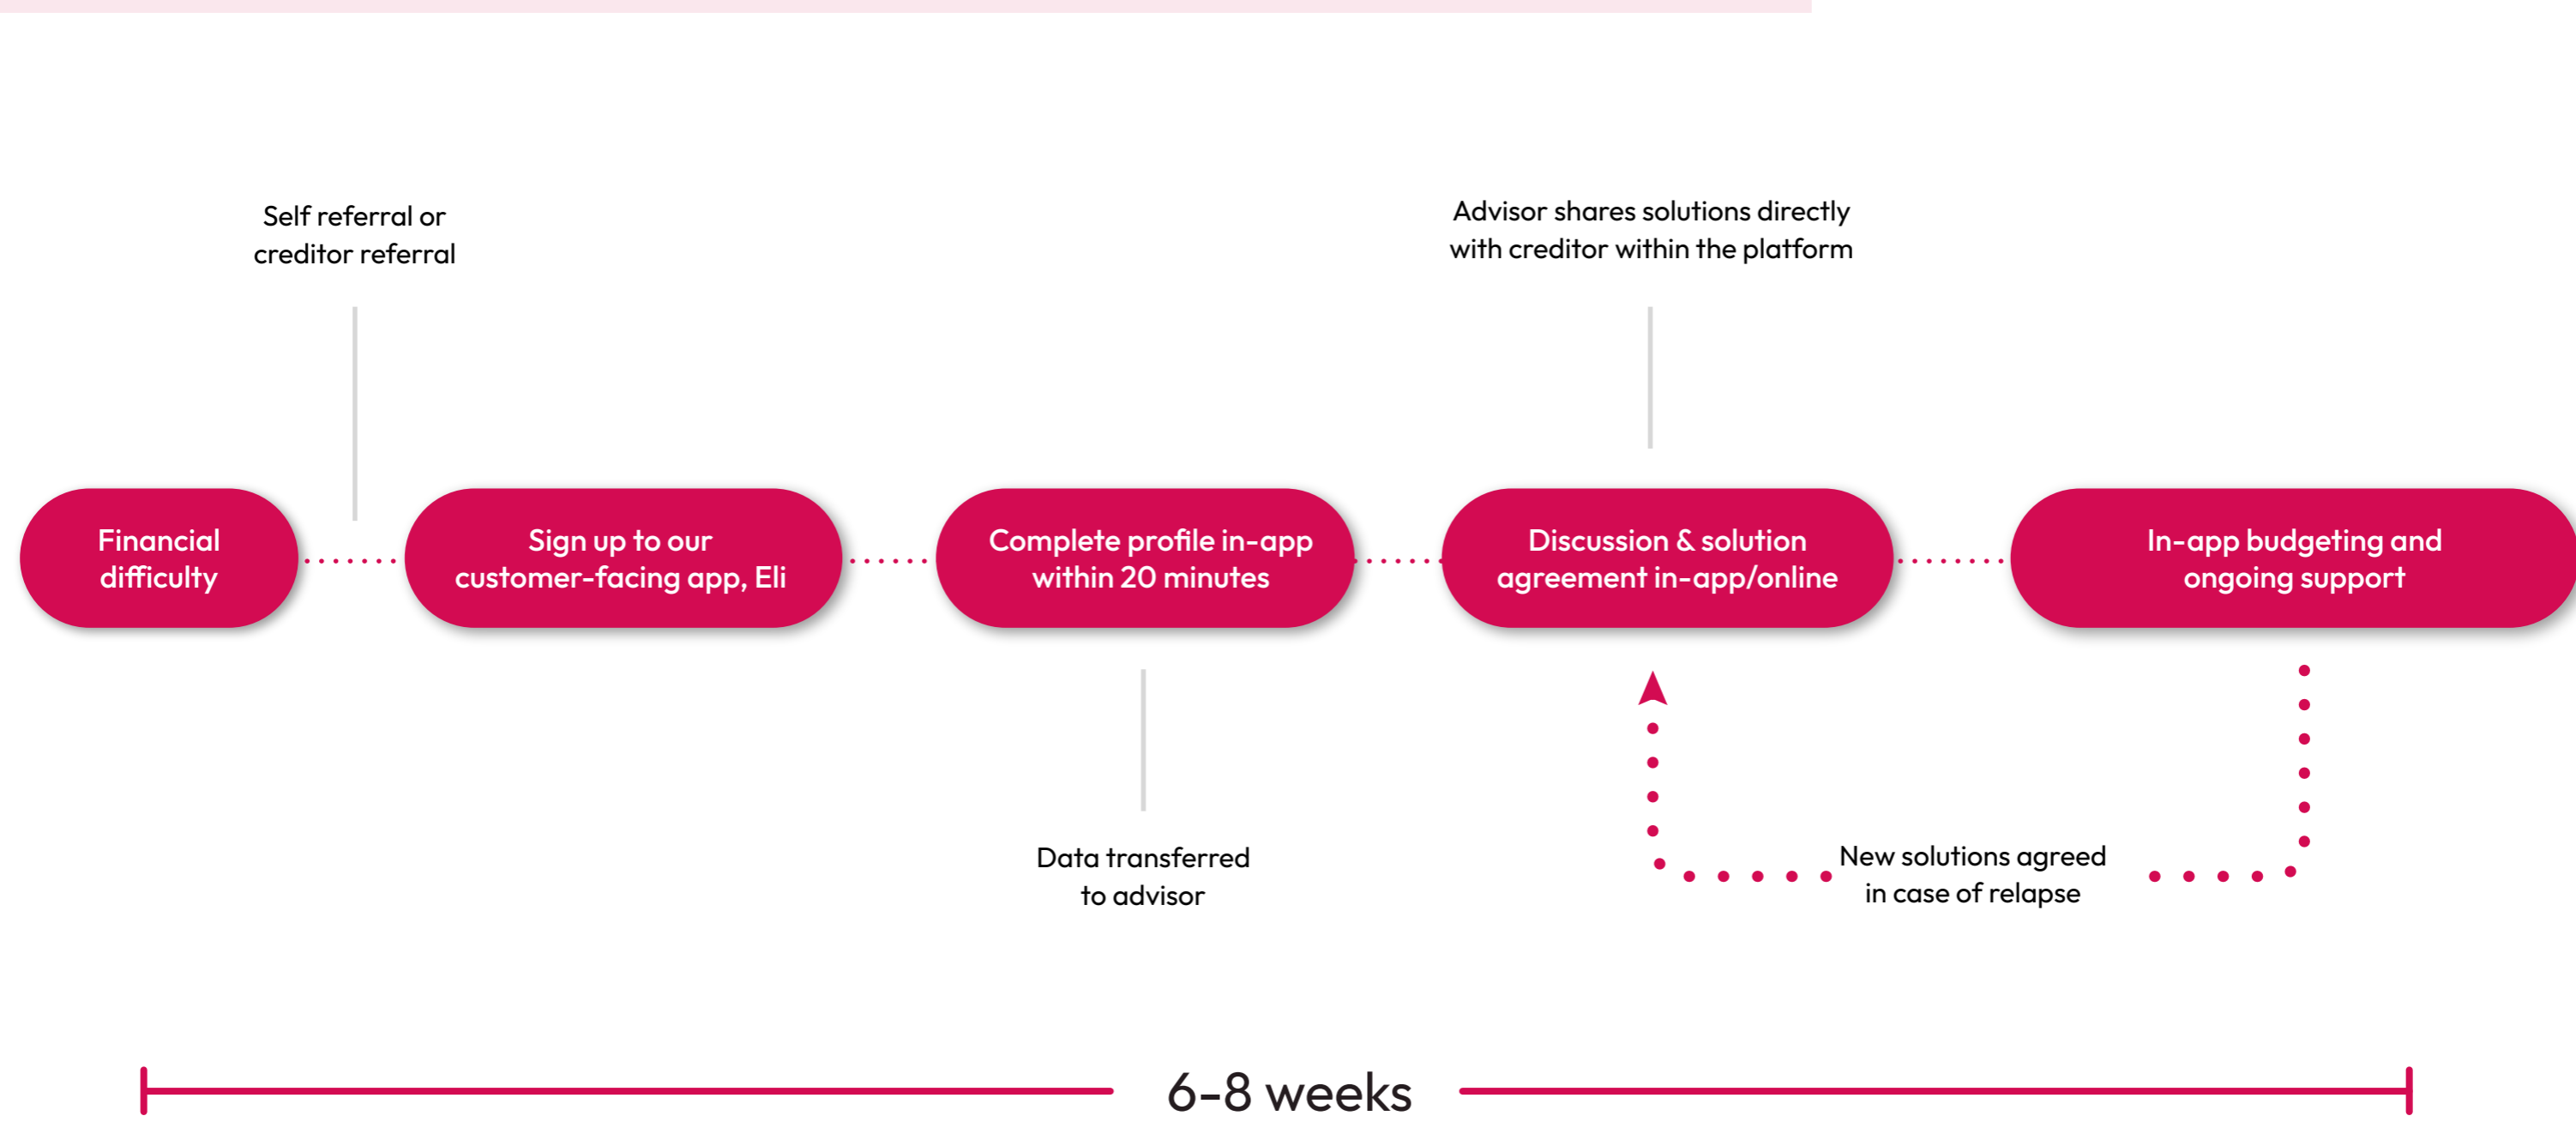 Self referral or
creditor referral
Advisor shares solutions directly
with creditor within the platform
Financial
difficulty
Sign up to our
customer-facing app, Eli
Complete profile in-app
within 20 minutes
Discussion & solution
agreement in-app/online
In-app budgeting and
ongoing support
Data transferred
to advisor
New solutions agreed
in case of relapse
6-8 weeks